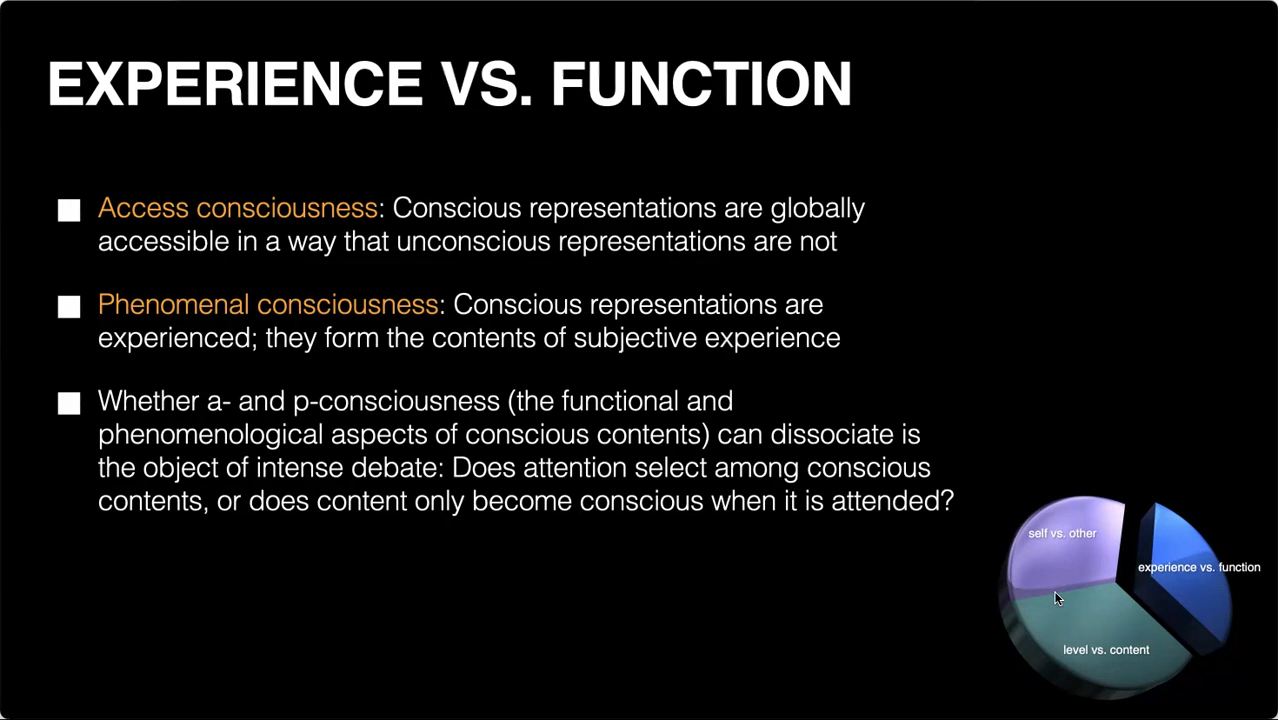 EXPERIENCE VS. FUNCTION
Access consciousness: Conscious representations are globally
accessible in a way that unconscious representations are not
Phenomenal consciousness: Conscious representations are
experienced; they form the contents of subjective experience
Whether a- and p-consciousness (the functional and
phenomenological aspects of conscious contents) can dissociate is
the object of intense debate: Does attention select among conscious
contents, or does content only become conscious when it is attended?
self vs. other
experience vs. function
level vs. content